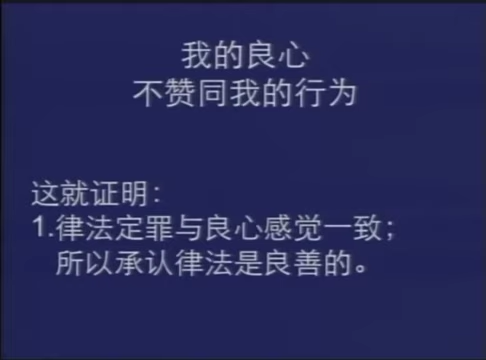 我的良心
不赞同我的行为
这就证明：
1.律法定罪与良心感觉一致；
所以承认律法是良善的。